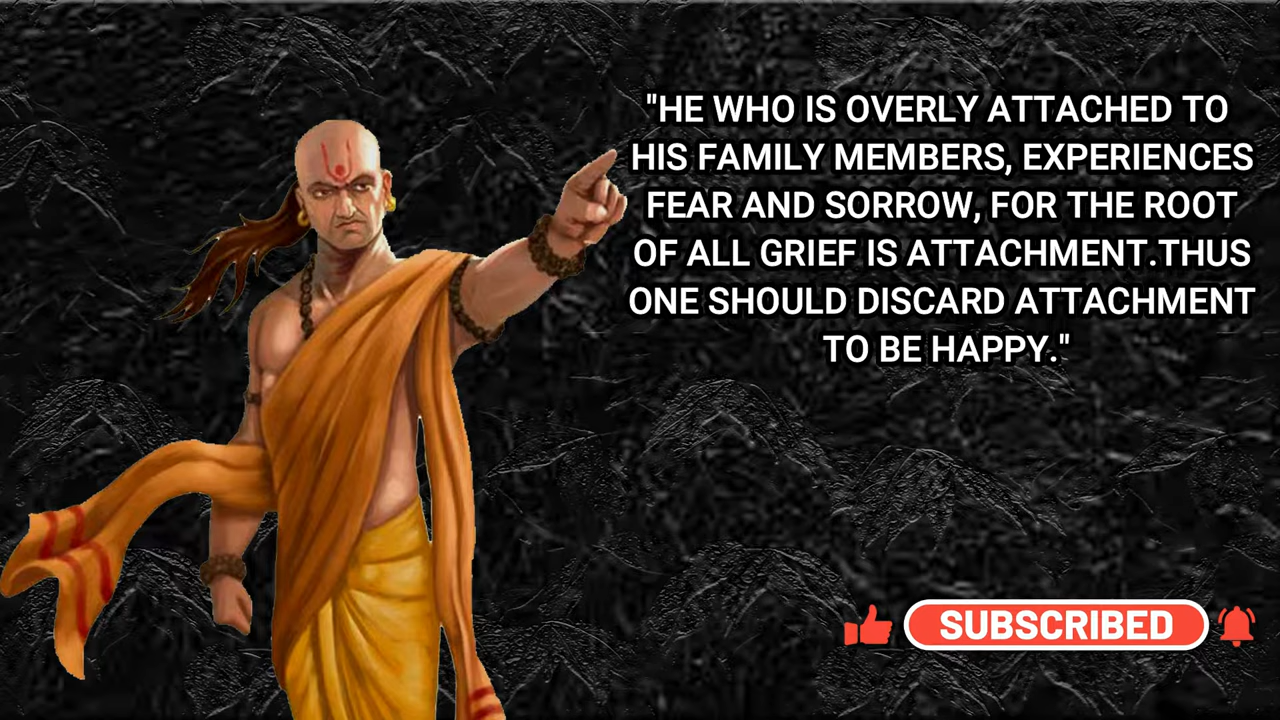 "HE WHO IS OVERLY ATTACHED TO
HIS FAMILY MEMBERS, EXPERIENCES
FEAR AND SORROW, FOR THE ROOT
OF ALL GRIEF IS ATTACHMENT.THUS
ONE SHOULD DISCARD ATTACHMENT
TO BE HAPPY."
SUBSCRIBED